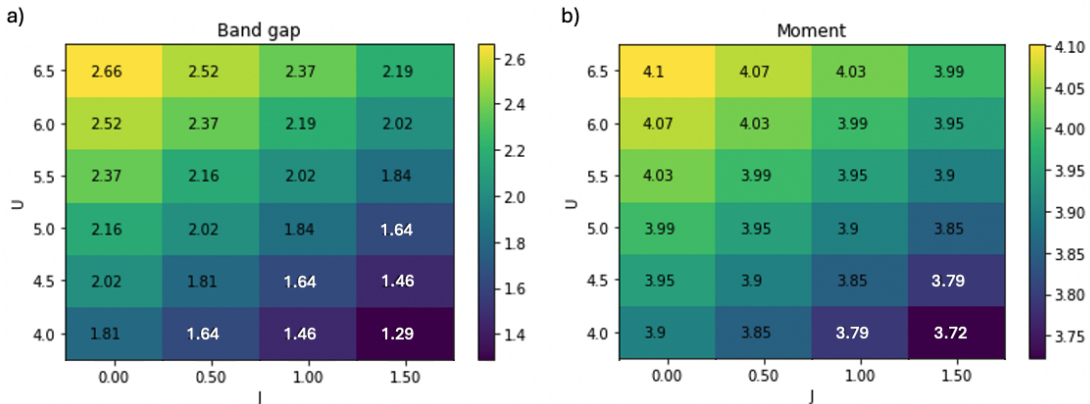 a)
Band gap
6.5 2.66 2.52 2.37 2.19
6.0 2.52 2.37 2.19 2.02
5.5 2.37 2.16 2.02 1.84
5.0 2.16 2.02 1.84 1.64
4.5 2.02 1.81 1.64 1.46
4.0 1.81 1.64 1.46 1.29
U
0.00 0.50 1.00 1.50
J
2.6
2.4
2.2
2.0
1.8
1.6
1.4
b)
Moment
6.5 4.1 4.07 4.03 3.99
6.0 4.07 4.03 3.99 3.95
5.5 4.03 3.99 3.95 3.9
5.0 3.99 3.95 3.9 3.85
4.5 3.95 3.9 3.85 3.79
4.0 3.9 3.85 3.79 3.72
U
0.00 0.50 1.00 1.50
J
4.10
4.05
4.00
3.95
3.90
3.85
3.80
3.75